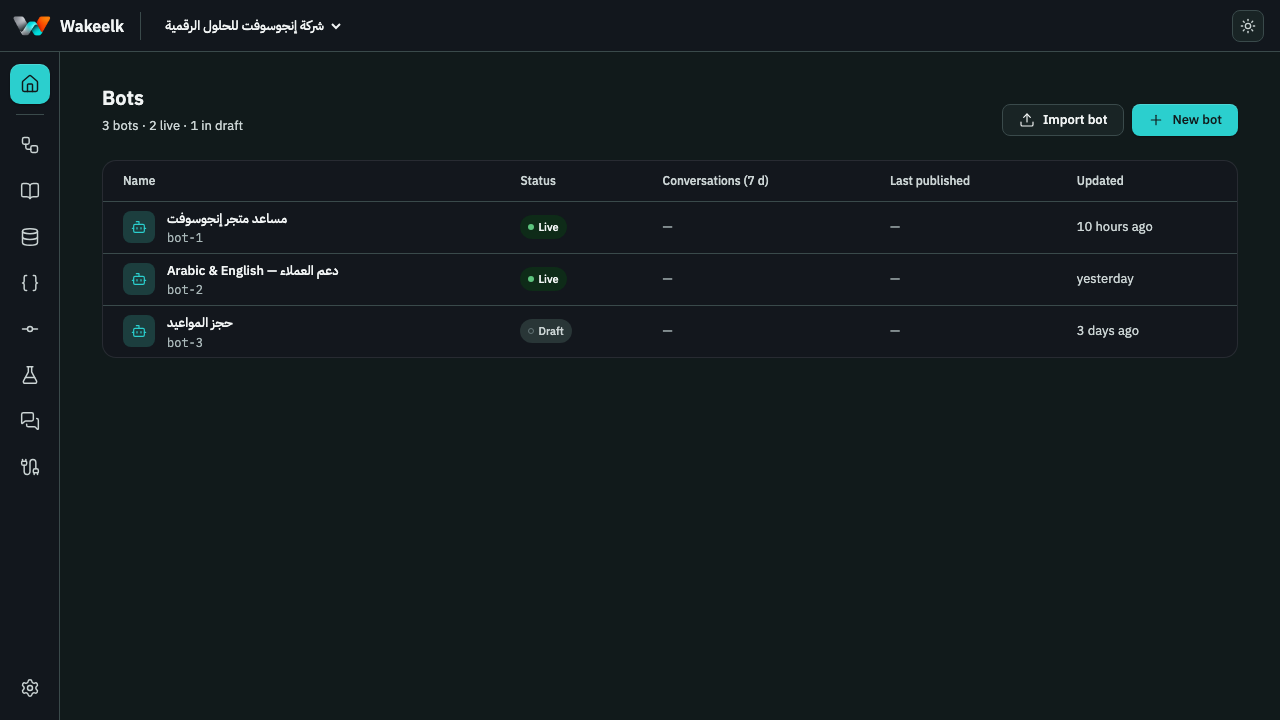 Wakeelk
شركة إنجوسوفت للحلول الرقمية
Bots
3 bots · 2 live · 1 in draft
Import bot
New bot
Name Status Conversations (7 d) Last published Updated
مساعد متجر إنجوسوفت
bot-1
Live — — 10 hours ago
Arabic & English — دعم العملاء
bot-2
Live — — yesterday
حجز المواعيد
bot-3
Draft — — 3 days ago